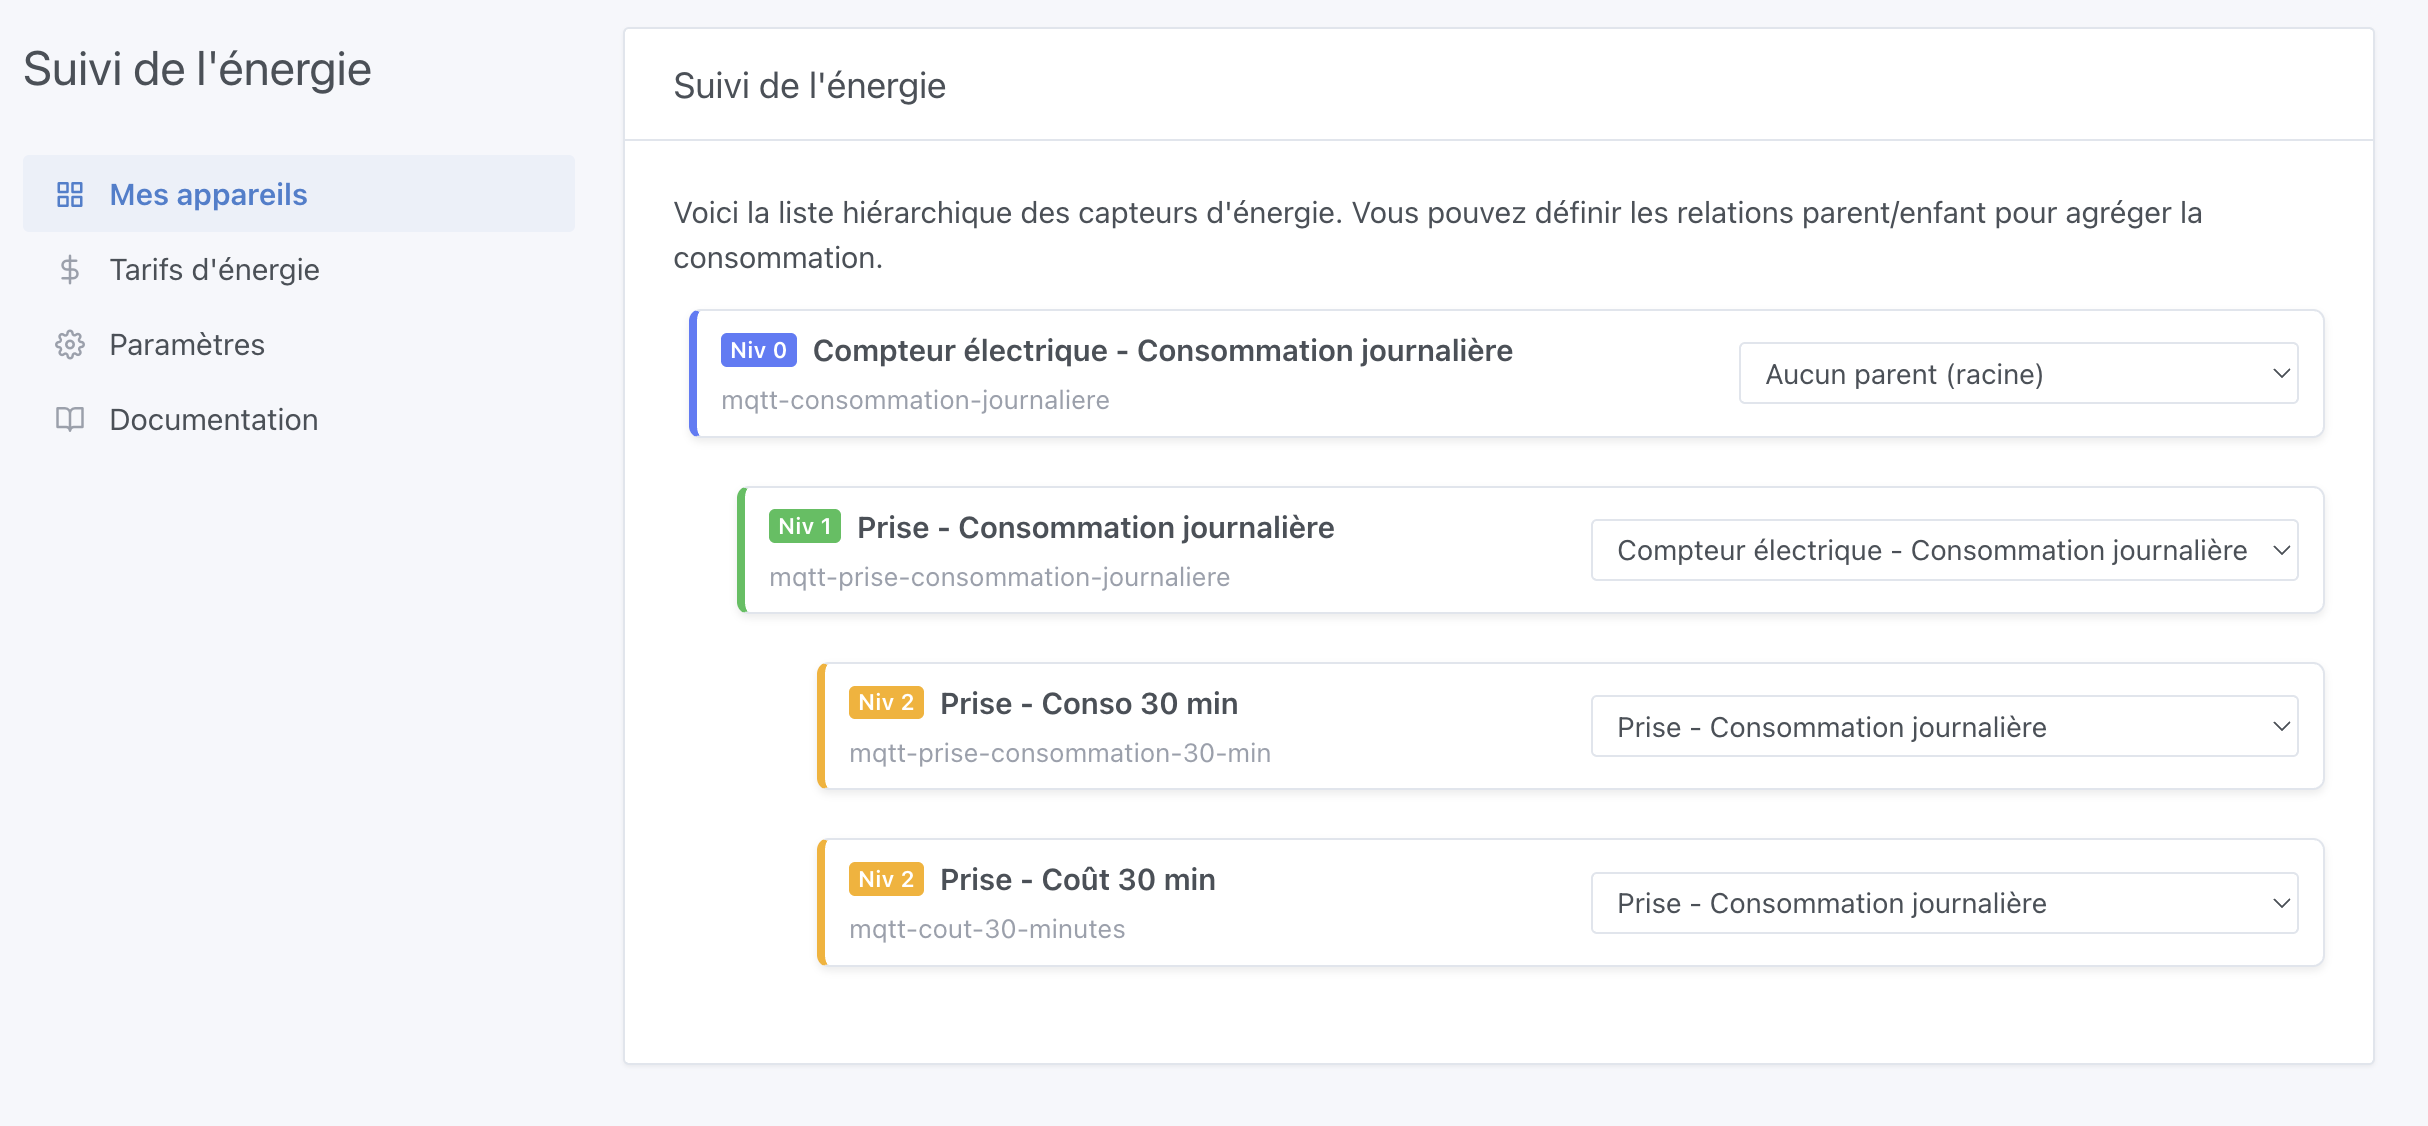 Suivi de l'énergie
Mes appareils
Tarifs d'énergie
Paramètres
Documentation
Suivi de l'énergie
Voici la liste hiérarchique des capteurs d'énergie. Vous pouvez définir les relations parent/enfant pour agréger la
consommation.
Niv 0 Compteur électrique - Consommation journalière
mqtt-consommation-journaliere
Aucun parent (racine)
Niv 1 Prise - Consommation journalière
mqtt-prise-consommation-journaliere
Compteur électrique - Consommation journalière
Niv 2 Prise - Conso 30 min
mqtt-prise-consommation-30-min
Prise - Consommation journalière
Niv 2 Prise - Coût 30 min
mqtt-cout-30-minutes
Prise - Consommation journalière